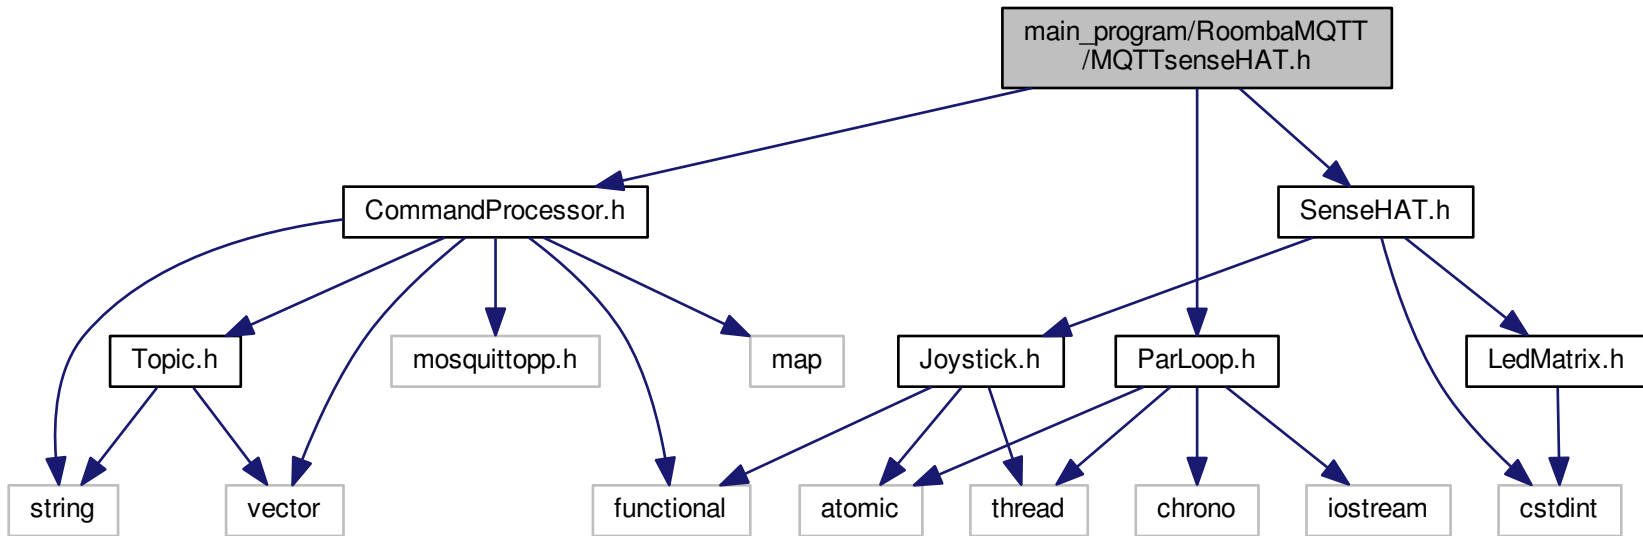 main_program/RoombaMQTT
/MQTTsenseHAT.h
CommandProcessor.h
SenseHAT.h
Topic.h
mosquittopp.h
map
Joystick.h
ParLoop.h
LedMatrix.h
string
vector
functional
atomic
thread
chrono
iostream
cstdint